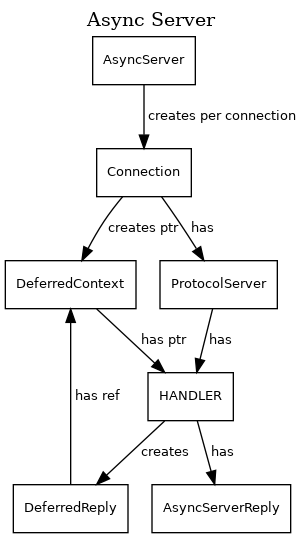 Async Server
AsyncServer
creates per connection
Connection
creates ptr
has
DeferredContext
ProtocolServer
has ptr
has
has ref
HANDLER
creates
has
DeferredReply
AsyncServerReply